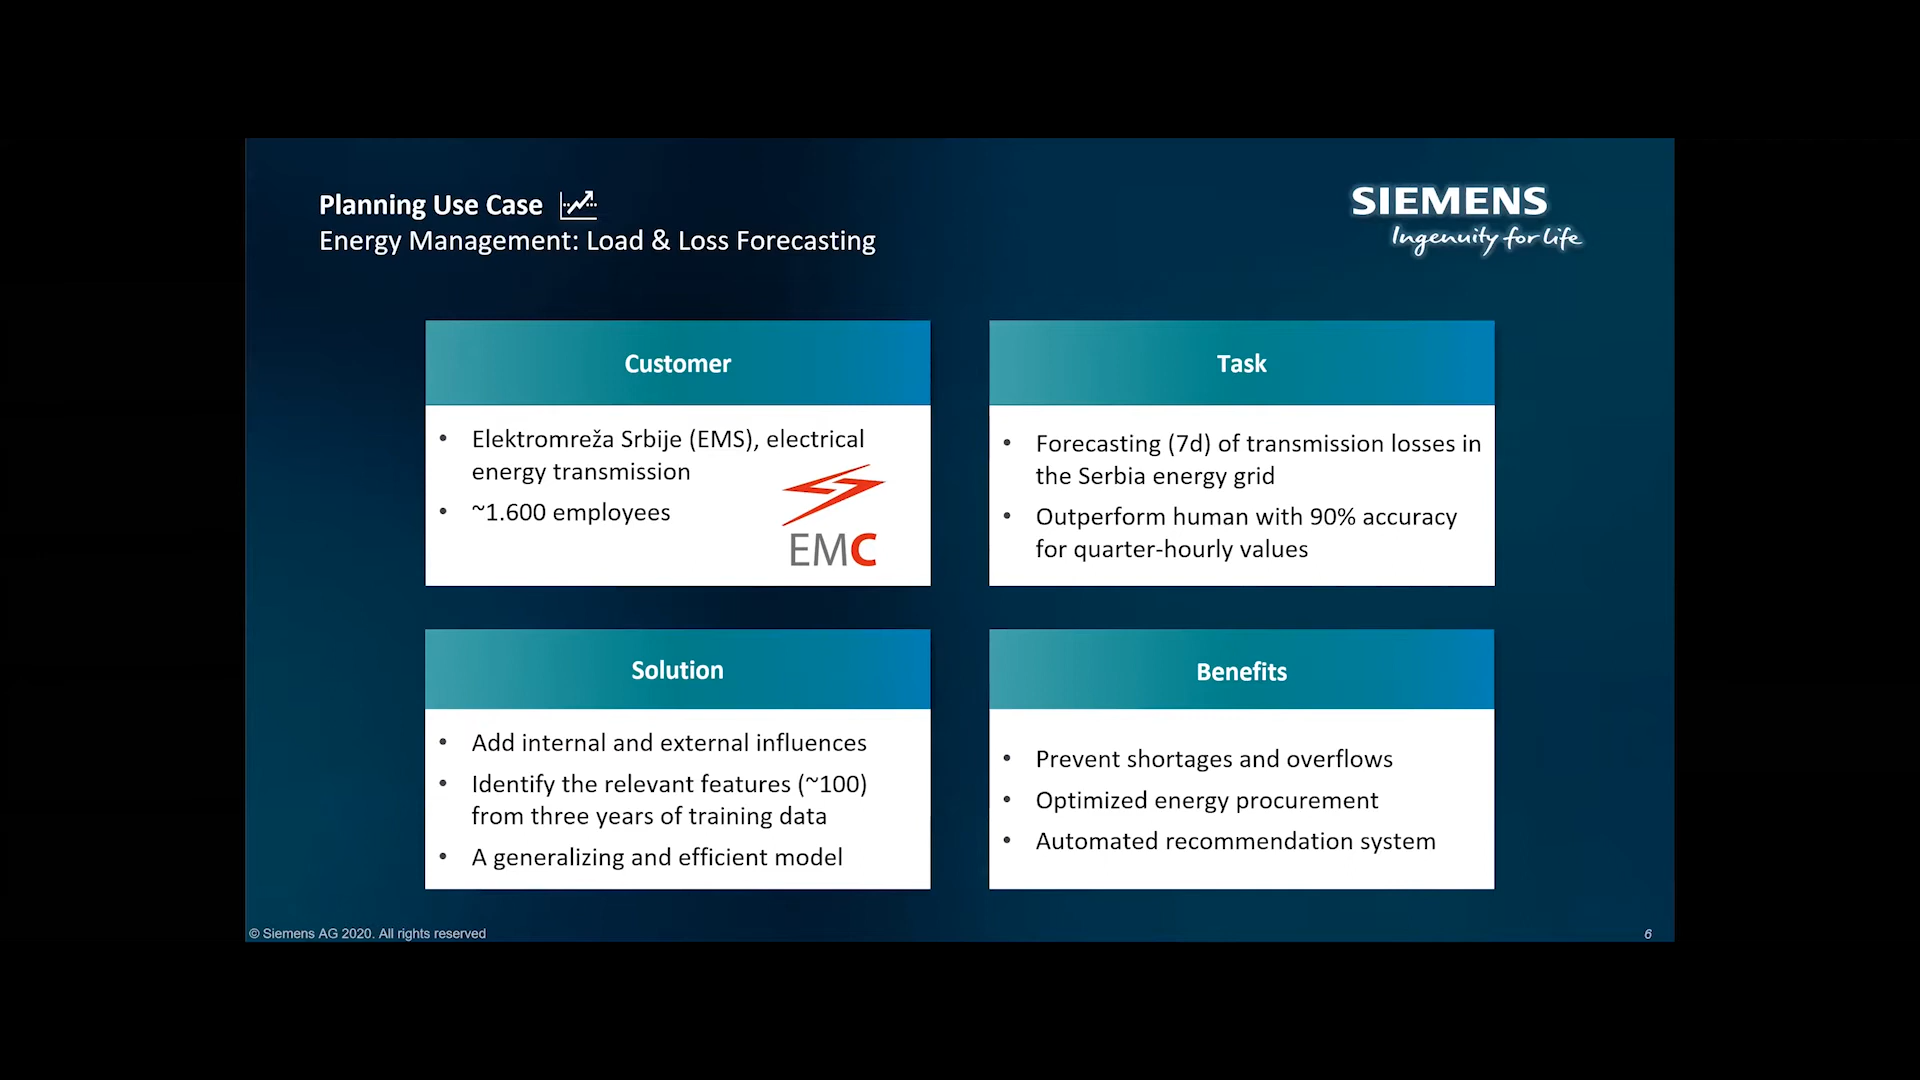 Planning Use Case
Energy Management: Load & Loss Forecasting
SIEMENS
Ingenuity for life
Customer
• Elektromreža Srbije (EMS), electrical
energy transmission
• ~1.600 employees
EMC
Task
• Forecasting (7d) of transmission losses in
the Serbia energy grid
• Outperform human with 90% accuracy
for quarter-hourly values
Solution
• Add internal and external influences
• Identify the relevant features (~100)
from three years of training data
• A generalizing and efficient model
Benefits
• Prevent shortages and overflows
• Optimized energy procurement
• Automated recommendation system
© Siemens AG 2020. All rights reserved
6